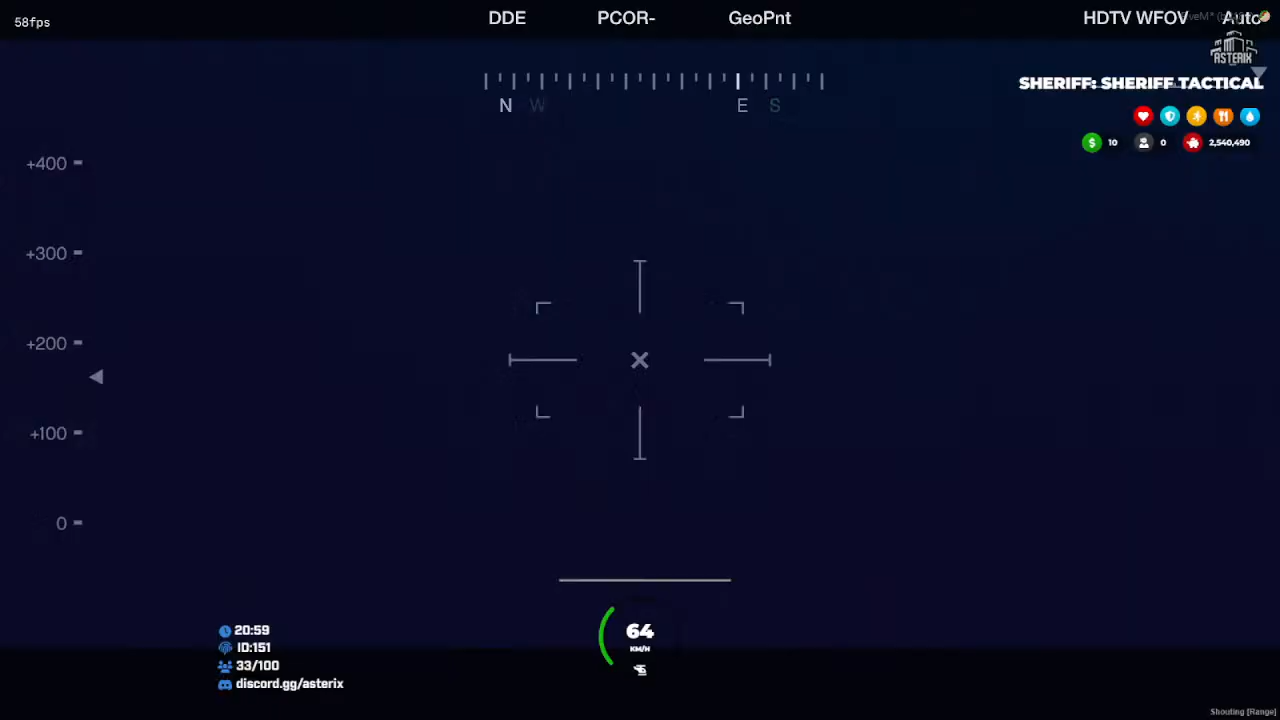 58fps
DDE PCOR- GeoPnt HDTV WFOV Auto
ASTERIX
SHERIFF: SHERIFF TACTICAL
N W E S
10 0 2,540,490
+400
+300
+200
+100
0
64
KM/H
20:59
ID:151
33/100
discord.gg/asterix
Shouting [Range]